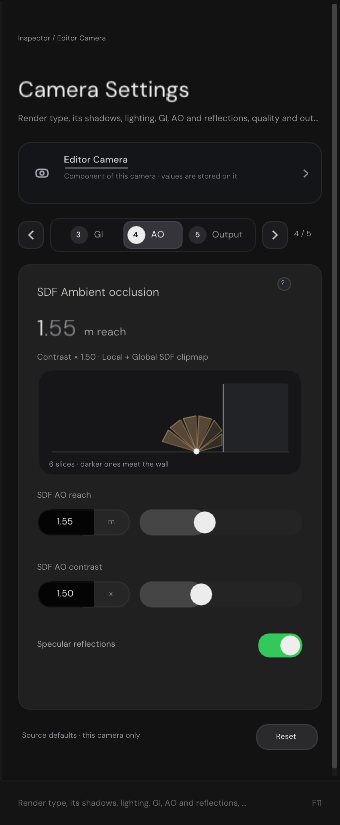 Inspector / Editor Camera
Camera Settings
Render type, its shadows, lighting, GI, AO and reflections, quality and out...
Editor Camera
Component of this camera · values are stored on it
3 GI 4 AO 5 Output 4 / 5
SDF Ambient occlusion
?
1.55 m reach
Contrast × 1.50 · Local + Global SDF clipmap
6 slices · darker ones meet the wall
SDF AO reach
1.55 m
SDF AO contrast
1.50 ×
Specular reflections
Source defaults · this camera only
Reset
Render type, its shadows, lighting, GI, AO and reflections, ...
F11